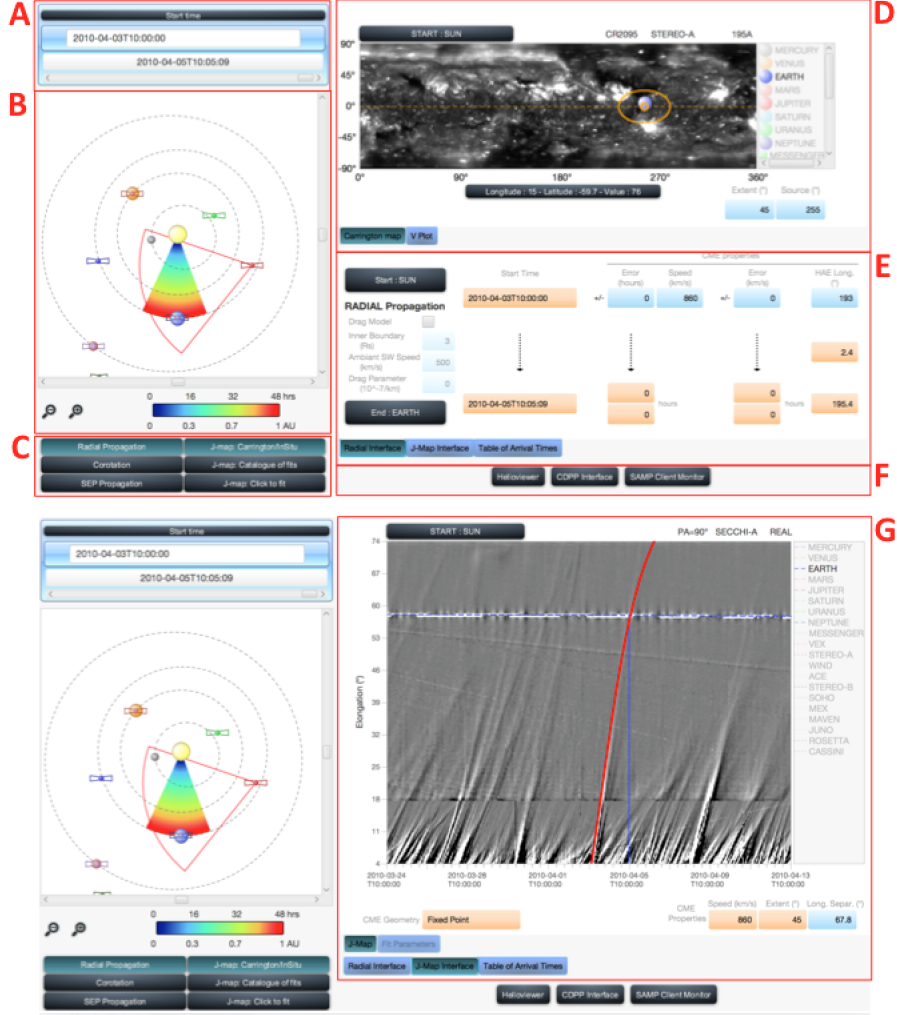 A
Start time
2010-04-03T10:00:00
2010-04-05T10:05:09
B
0 16 32 48 hrs
0 0.3 0.7 1 AU
C
Radial Propagation J-map: Carrington/InSitu
Corotation J-map: Catalogue of fits
SEP Propagation J-map: Click to fit
D
START : SUN CR2095 STEREO-A 195A
90°
45°
0°
-45°
-90°
0° 90° 180° 270° 360°
MERCURY
VENUS
EARTH
MARS
JUPITER
SATURN
URANUS
NEPTUNE
MESSENGER
Longitude : 15 - Latitude : -59.7 - Value : 76
Extent (°) Source (°)
45 255
Carrington map V Plot
E
CME properties
Start : SUN
Start Time Error (hours) Speed (km/s) Error (km/s) HAE Long. (°)
2010-04-03T10:00:00 +/- 0 860 +/- 0 193
RADIAL Propagation
Drag Model
Inner Boundary (Rs) 3
Ambiant SW Speed (km/s) 500
Drag Parameter (10^-7/km) 0
2.4
End : EARTH 2010-04-05T10:05:09 0 0 hours 0 0 hours 195.4
Radial Interface J-Map Interface Table of Arrival Times
F
Helioviewer CDPP Interface SAMP Client Monitor
Start time
2010-04-03T10:00:00
2010-04-05T10:05:09
0 16 32 48 hrs
0 0.3 0.7 1 AU
Radial Propagation J-map: Carrington/InSitu
Corotation J-map: Catalogue of fits
SEP Propagation J-map: Click to fit
G
START : SUN PA=90° SECCHI-A REAL
Elongation (°)
74
67
60
53
46
39
32
25
18
11
4
2010-03-24 T10:00:00
2010-03-28 T10:00:00
2010-04-01 T10:00:00
2010-04-05 T10:00:00
2010-04-09 T10:00:00
2010-04-13 T10:00:00
MERCURY
VENUS
EARTH
MARS
JUPITER
SATURN
URANUS
NEPTUNE
MESSENGER
VEX
STEREO-A
WIND
ACE
STEREO-B
SOHO
MEX
MAVEN
JUNO
ROSETTA
CASSINI
CME Geometry Fixed Point
CME Properties
Speed (km/s) Extent (°) Long. Separ. (°)
860 45 67.8
J-Map Fit Parameters
Radial Interface J-Map Interface Table of Arrival Times
Helioviewer CDPP Interface SAMP Client Monitor